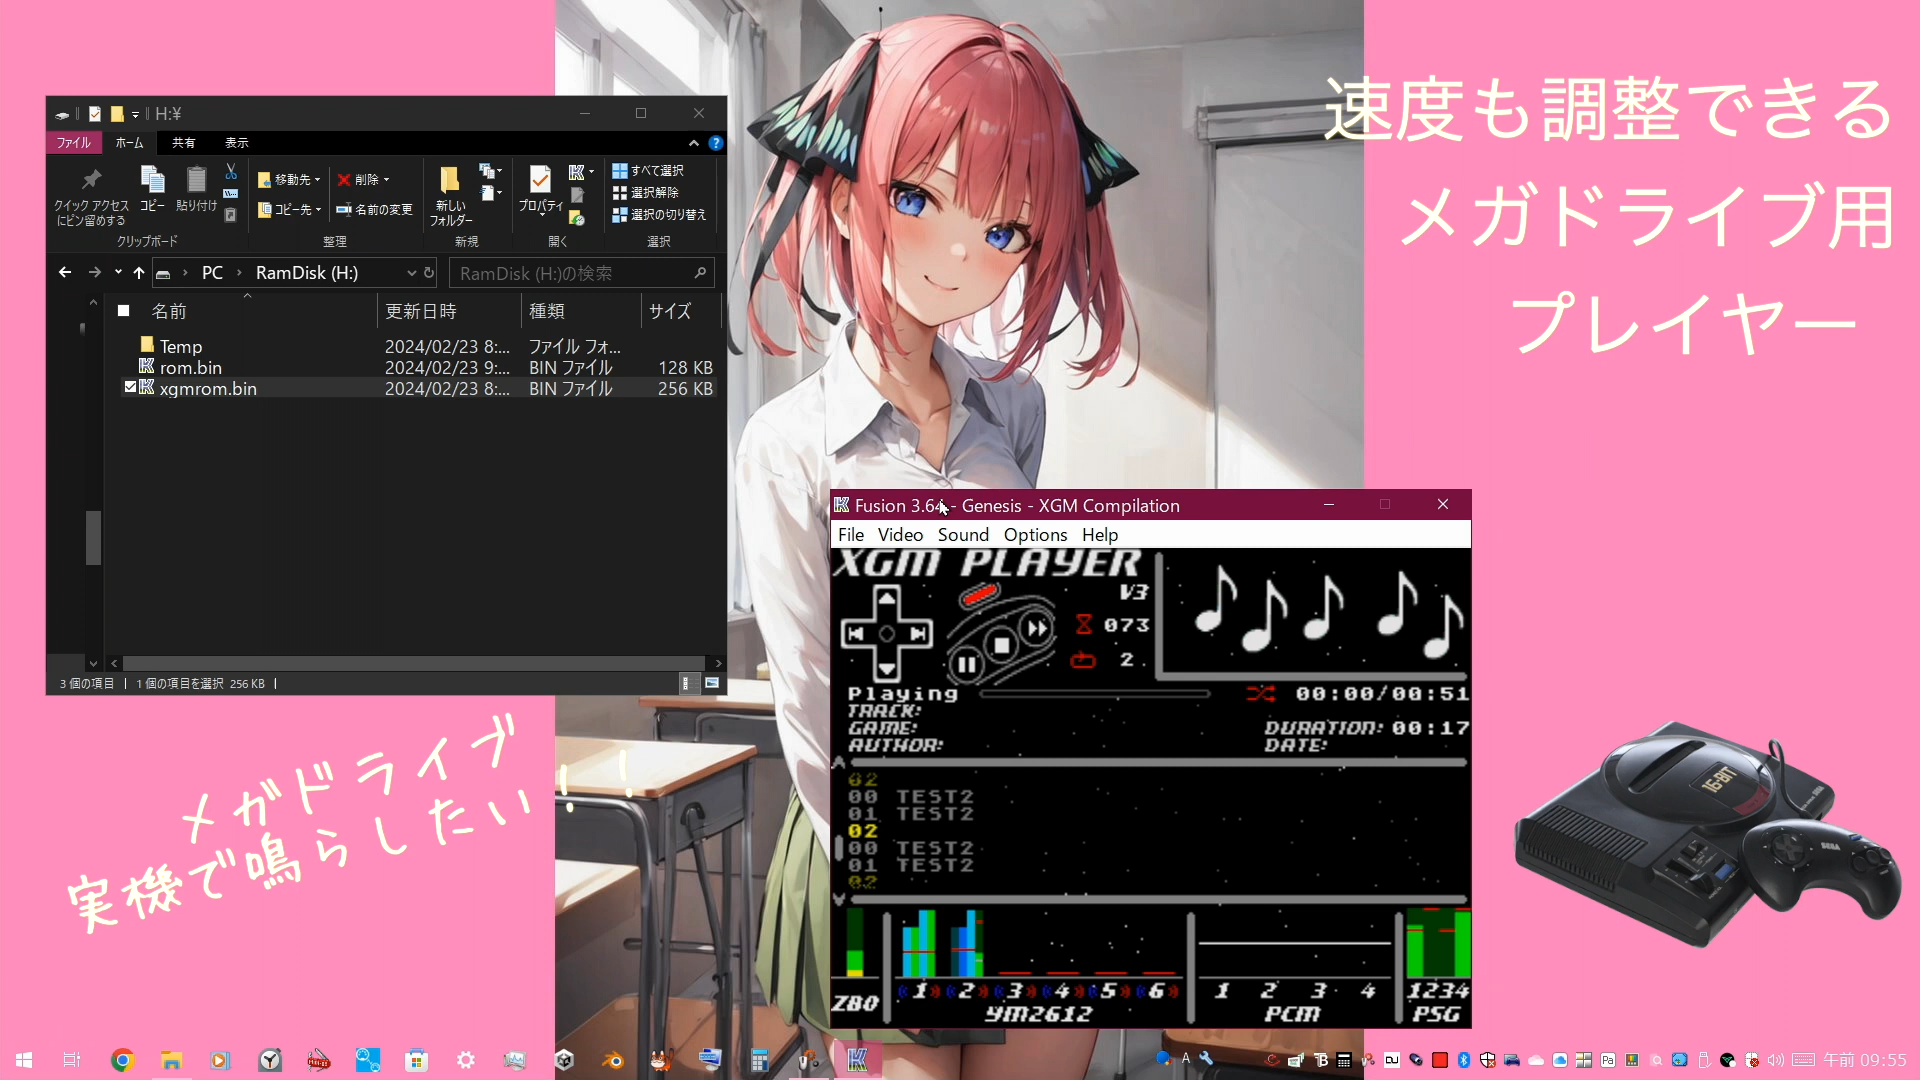 H:¥
ファイル ホーム 共有 表示
クイック アクセス
にピン留めする
コピー
貼り付け
クリップボード
移動先
コピー先
削除
名前の変更
整理
新しい
フォルダー
新規
プロパティ
開く
すべて選択
選択解除
選択の切り替え
選択
PC › RamDisk (H:)
RamDisk (H:)の検索
名前 更新日時 種類 サイズ
Temp 2024/02/23 8:... ファイル フォ...
rom.bin 2024/02/23 9:... BIN ファイル 128 KB
xgmrom.bin 2024/02/23 8:... BIN ファイル 256 KB
3 個の項目 1 個の項目を選択 256 KB
速度も調整できる
メガドライブ用
プレイヤー
メガドライブ
実機で鳴らしたい!!
Fusion 3.64 - Genesis - XGM Compilation
File Video Sound Options Help
XGM PLAYER
V3
073
2
Playing 00:00/00:51
TRACK:
GAME: DURATION: 00:17
AUTHOR: DATE:
02
00 TEST2
01 TEST2
02
00 TEST2
01 TEST2
02
Z80
1 2 3 4 5 6
YM2612
1 2 3 4
PCM
1234
PSG
16-BIT
SEGA
午前 09:55